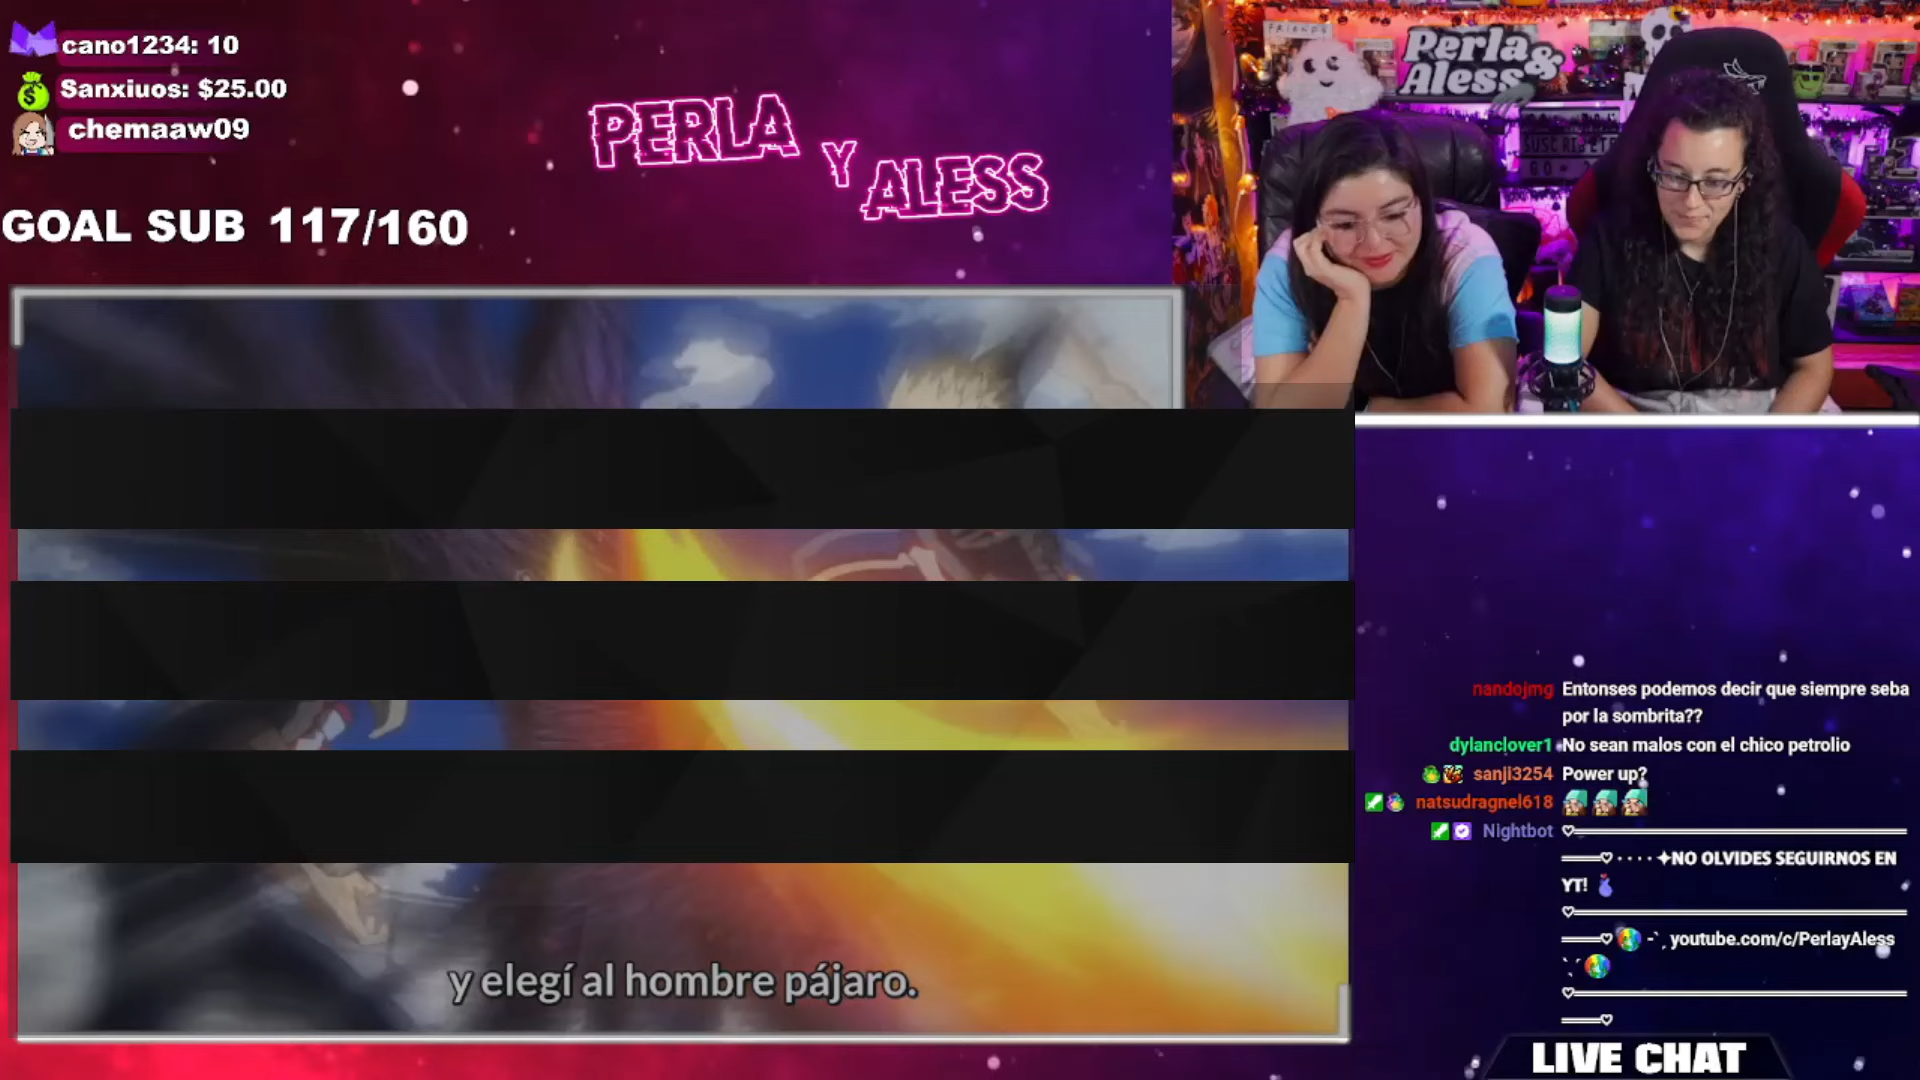 cano1234: 10
Sanxiuos: $25.00
chemaaw09
GOAL SUB 117/160
PERLA
Y
ALESS
FRIENDS
Perla&
Aless
y elegí al hombre pájaro.
nandojmg Entonses podemos decir que siempre seba
por la sombrita??
dylanclover1 No sean malos con el chico petrolio
sanji3254 Power up?
natsudragnel618
Nightbot
NO OLVIDES SEGUIRNOS EN
YT!
youtube.com/c/PerlayAless
LIVE CHAT